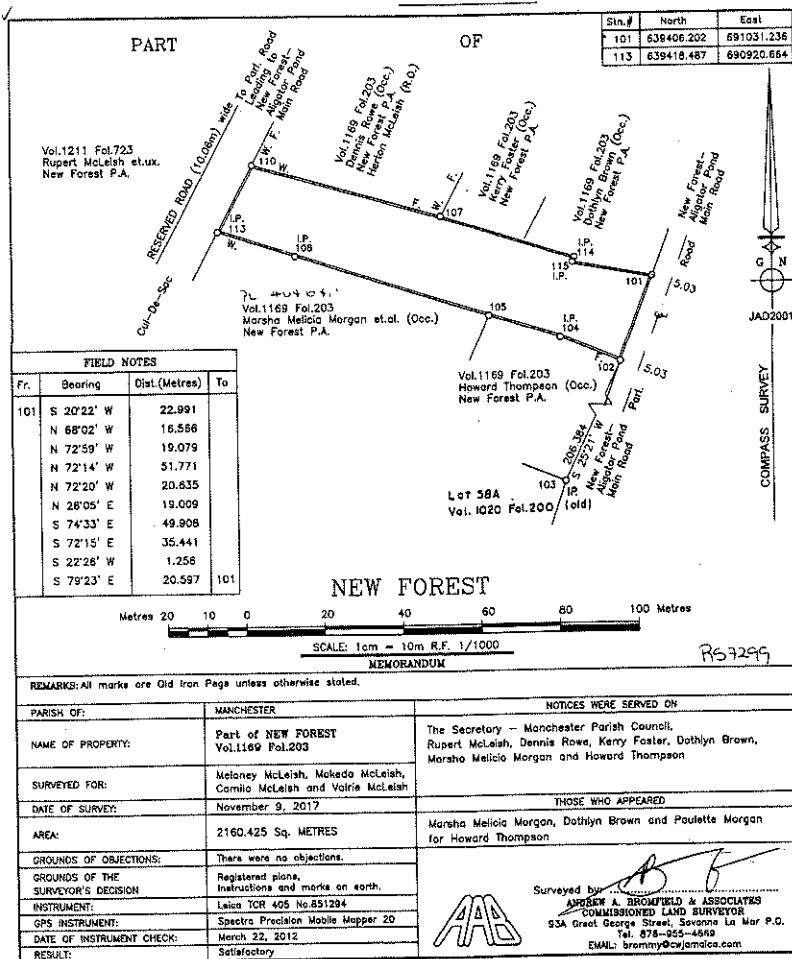 Stn.# North East
101 639406.202 691031.236
113 639418.487 690920.664
PART OF
RESERVED ROAD (10.06m) wide To Parl. Road
Leading to
New Forest-
Aligator Pond
Main Road
Vol.1211 Fol.723
Rupert McLeish et.ux.
New Forest P.A.
Vol.1169 Fol.203
Dennis Rowe (Occ.)
New Forest P.A.
Herton McLeish (R.O.)
Vol.1169 Fol.203
Kerry Foster (Occ.)
New Forest P.A.
Vol.1169 Fol.203
Dothlyn Brown (Occ.)
New Forest P.A.
New Forest-
Aligator Pond
Main Road
Road
W. F.
110 W.
F. W. F.
107
I.P.
114
115
I.P.
101
5.03
G N
JAD2001
COMPASS SURVEY
I.P.
113
W.
I.P.
108
Cul-De-Sac
Vol.1169 Fol.203
Marsha Melicia Morgan et.al. (Occ.)
New Forest P.A.
105
I.P.
104
F.
102
5.03
Vol.1169 Fol.203
Howard Thompson (Occ.)
New Forest P.A.
206.384
S 25°21' W
New Forest-
Aligator Pond
Main Road
Parl.
103
IP.
(old)
Lot 58A
Vol. 1020 Fol.200
FIELD NOTES
Fr. Bearing Dist.(Metres) To
101 S 20°22' W 22.991
N 68°02' W 16.566
N 72°59' W 19.079
N 72°14' W 51.771
N 72°20' W 20.635
N 26°05' E 19.009
S 74°33' E 49.906
S 72°15' E 35.441
S 22°26' W 1.256
S 79°23' E 20.597 101
NEW FOREST
Metres 20 10 0 20 40 60 80 100 Metres
SCALE: 1cm = 10m R.F. 1/1000
MEMORANDUM
RS7299
REMARKS: All marks are Old Iron Pegs unless otherwise stated.
PARISH OF: MANCHESTER
NAME OF PROPERTY: Part of NEW FOREST
Vol.1169 Fol.203
SURVEYED FOR: Meloney McLeish, Makeda McLeish,
Camilo McLeish and Valrie McLeish
DATE OF SURVEY: November 9, 2017
AREA: 2160.425 Sq. METRES
GROUNDS OF OBJECTIONS: There were no objections.
GROUNDS OF THE
SURVEYOR'S DECISION
Registered plans,
Instructions and marks on earth.
INSTRUMENT: Leica TCR 405 No.851294
GPS INSTRUMENT: Spectra Precision Mobile Mapper 20
DATE OF INSTRUMENT CHECK: March 22, 2012
RESULT: Satisfactory
NOTICES WERE SERVED ON
The Secretary - Manchester Parish Council,
Rupert McLeish, Dennis Rowe, Kerry Foster, Dothlyn Brown,
Marsha Melicia Morgan and Howard Thompson
THOSE WHO APPEARED
Marsha Melicia Morgan, Dothlyn Brown and Paulette Morgan
for Howard Thompson
AAB
Surveyed by:
ANDREW A. BROMFIELD & ASSOCIATES
COMMISSIONED LAND SURVEYOR
93A Great George Street, Savanna La Mar P.O.
Tel. 876-955-4669
EMAIL: brommy@cwjamaica.com